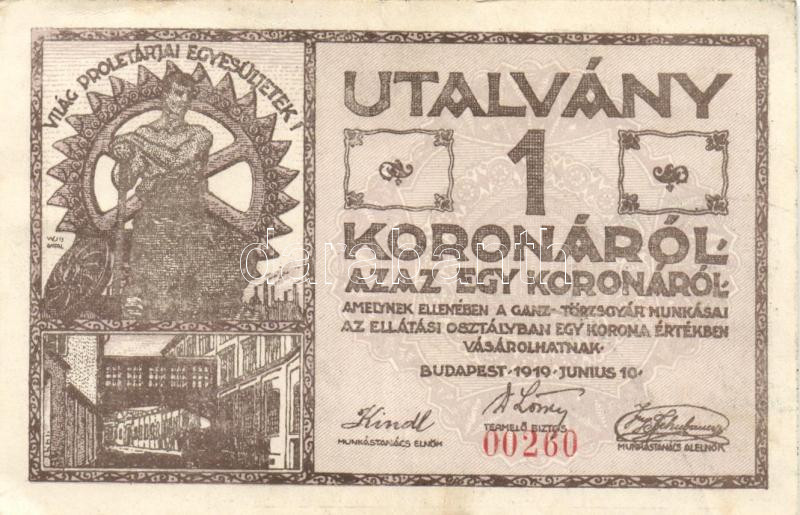 VILÁG PROLETÁRJAI EGYESÜLJETEK!
UTALVÁNY
1
KORONÁRÓL·
AZAZ EGY KORONÁRÓL·
AMELYNEK ELLENÉBEN A GANZ-TÖRZSGYÁR MUNKÁSAI
AZ ELLÁTÁSI OSZTÁLYBAN EGY KORONA ÉRTÉKBEN
VÁSÁROLHATNAK·
BUDAPEST·1919·JUNIUS 10·
Kindl
MUNKÁSTANÁCS ELNÖK
TERMELŐ BIZTOS
MUNKÁSTANÁCS ALELNÖK
00260
darabanth